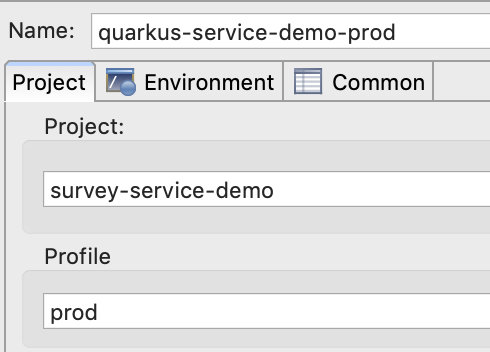 Name: quarkus-service-demo-prod
Project Environment Common
Project:
survey-service-demo
Profile
prod